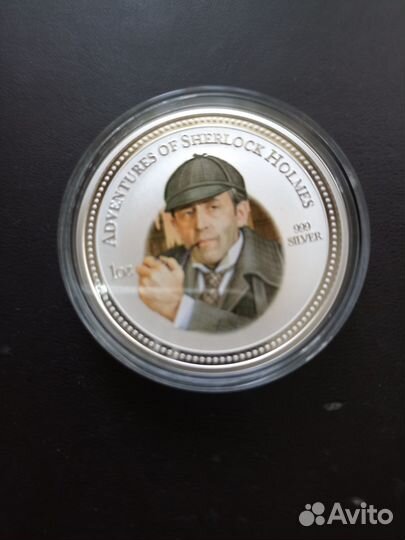 ADVENTURES OF SHERLOCK HOLMES
999
SILVER
1oz
Avito